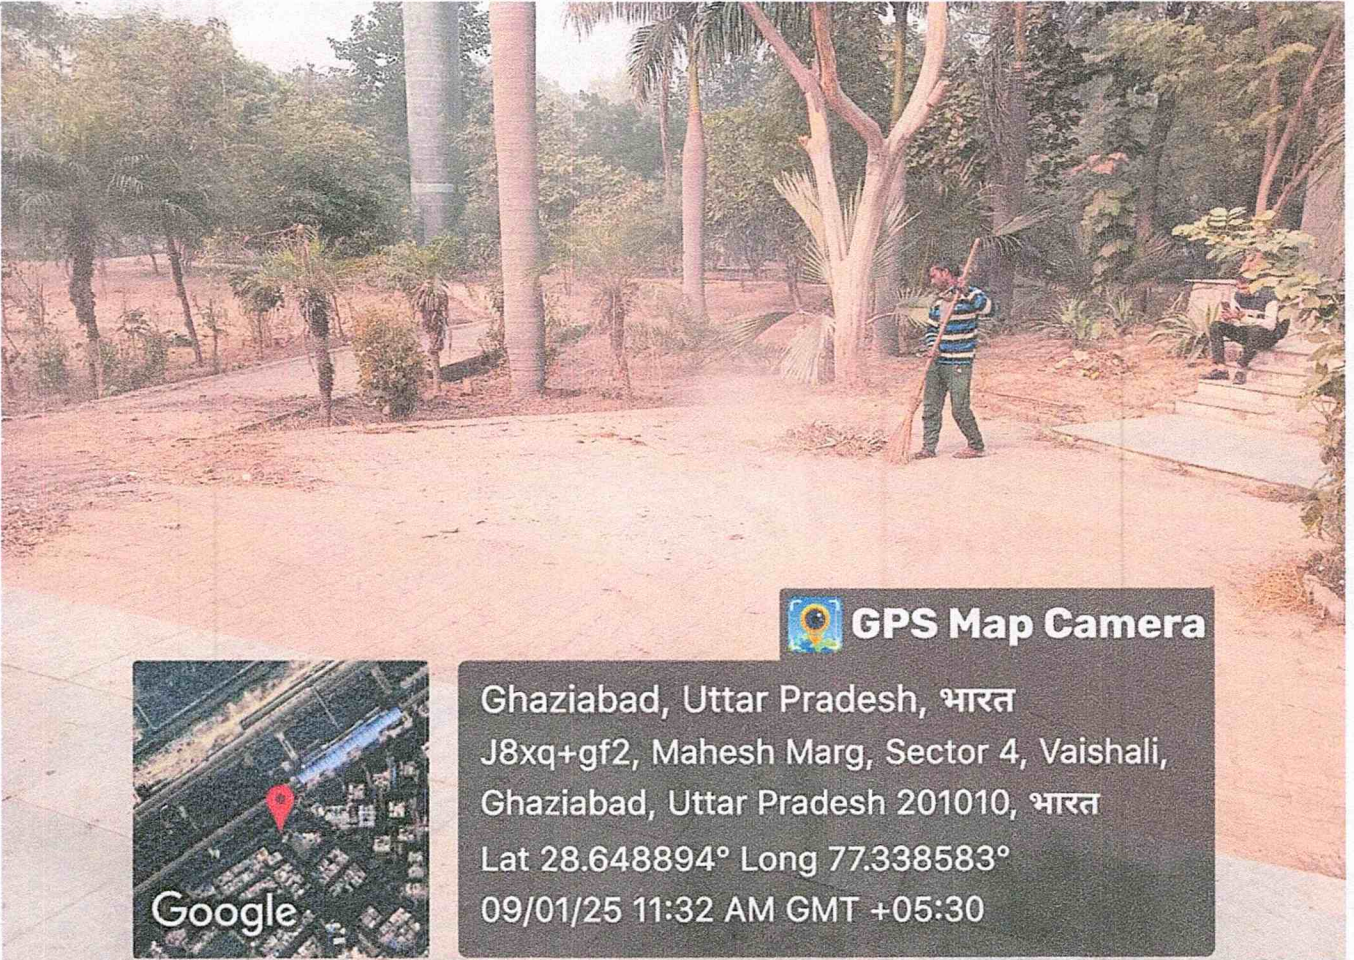 GPS Map Camera
Ghaziabad, Uttar Pradesh, भारत
J8xq+gf2, Mahesh Marg, Sector 4, Vaishali,
Ghaziabad, Uttar Pradesh 201010, भारत
Lat 28.648894° Long 77.338583°
09/01/25 11:32 AM GMT +05:30
Google